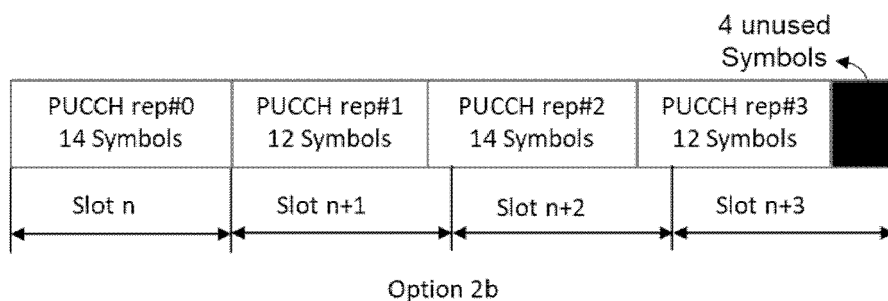 4 unused
Symbols
PUCCH rep#0
14 Symbols
PUCCH rep#1
12 Symbols
PUCCH rep#2
14 Symbols
PUCCH rep#3
12 Symbols
Slot n
Slot n+1
Slot n+2
Slot n+3
Option 2b